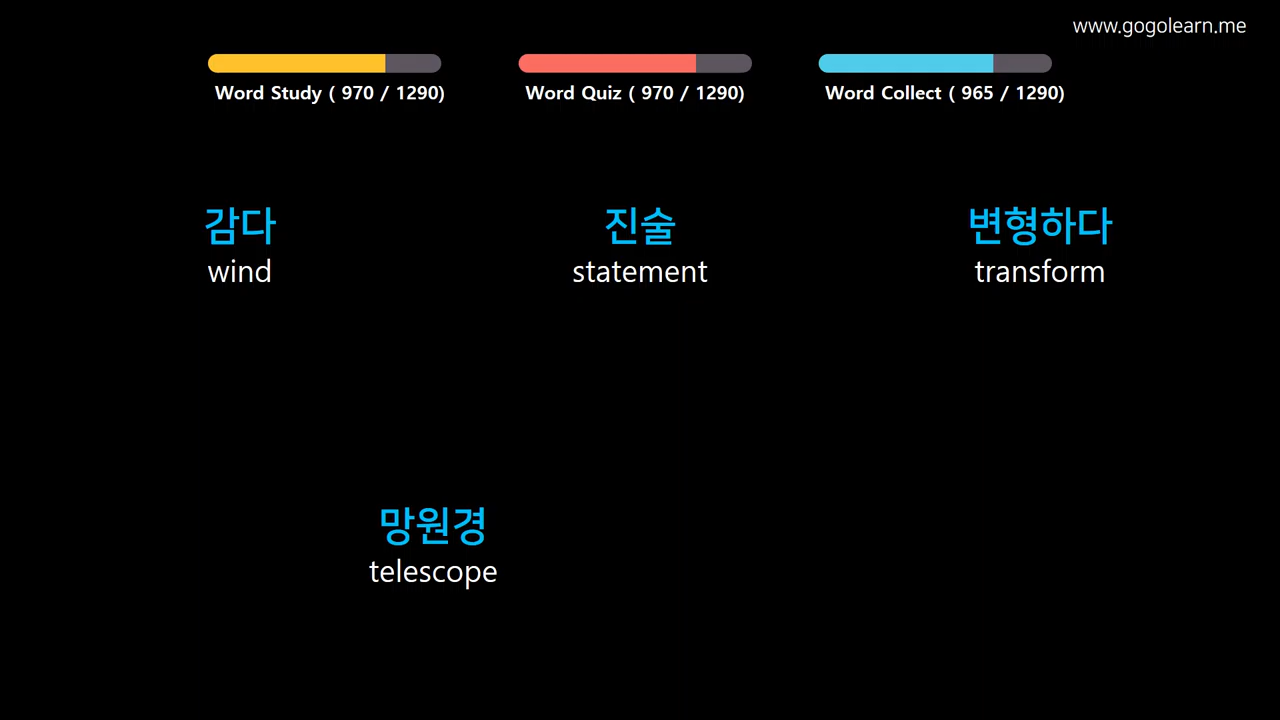 www.gogolearn.me
Word Study ( 970 / 1290)
Word Quiz ( 970 / 1290)
Word Collect ( 965 / 1290)
감다
wind
진술
statement
변형하다
transform
망원경
telescope